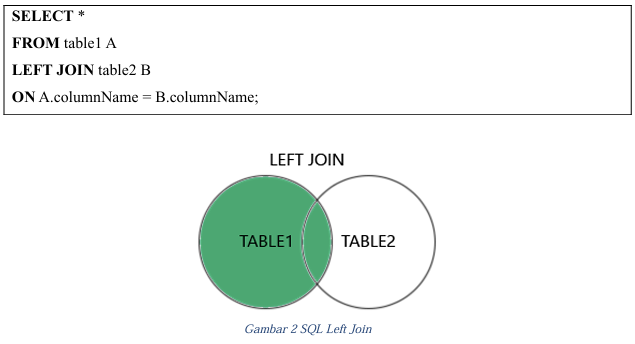 SELECT *
FROM table1 A
LEFT JOIN table2 B
ON A.columnName = B.columnName;
LEFT JOIN
TABLE1 TABLE2
Gambar 2 SQL Left Join